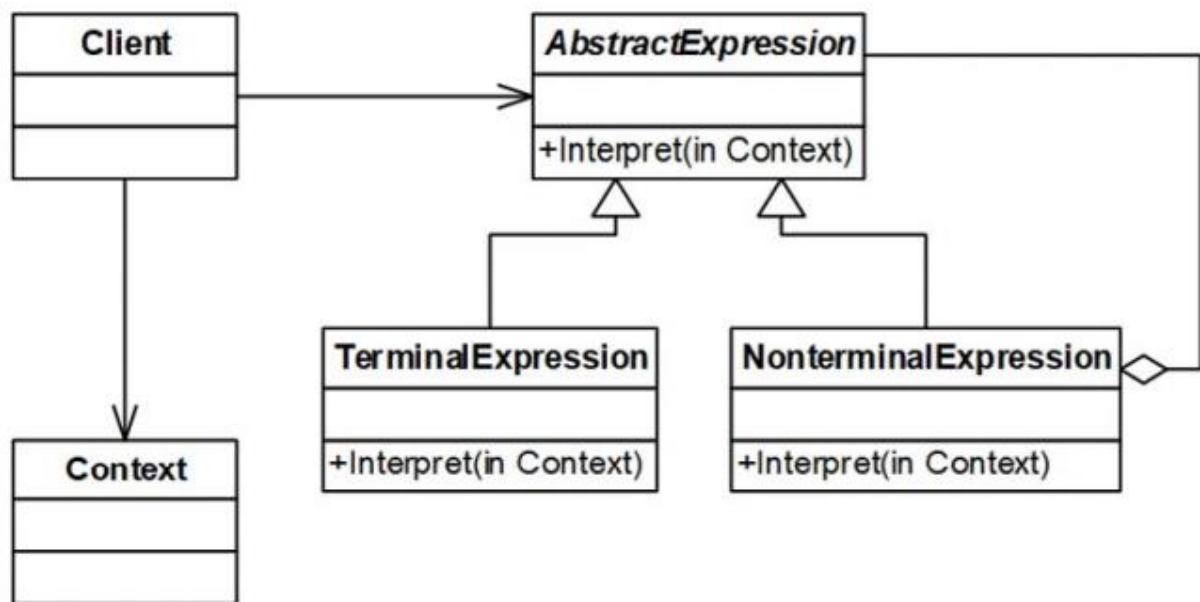 Client
AbstractExpression
+Interpret(in Context)
TerminalExpression
+Interpret(in Context)
NonterminalExpression
+Interpret(in Context)
Context